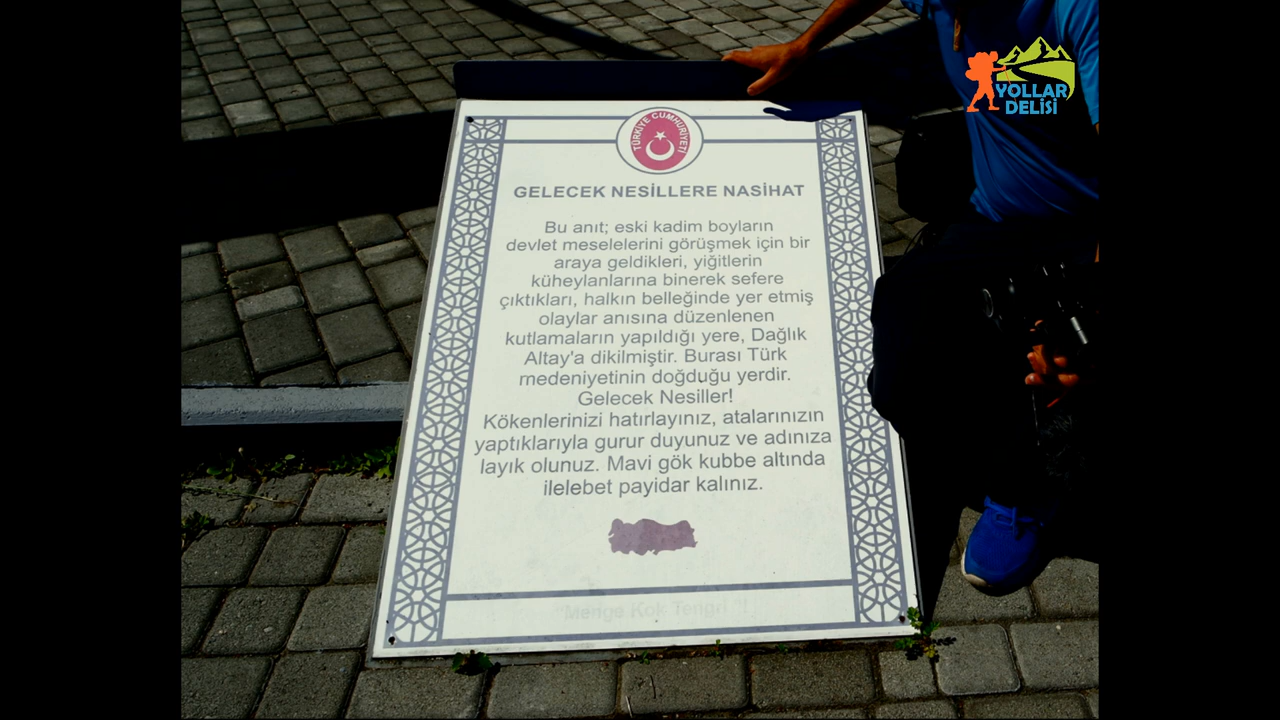 YOLLAR
DELİSİ
TÜRKİYE CUMHURİYETİ
GELECEK NESİLLERE NASİHAT
Bu anıt; eski kadim boyların
devlet meselelerini görüşmek için bir
araya geldikleri, yiğitlerin
küheylanlarına binerek sefere
çıktıkları, halkın belleğinde yer etmiş
olaylar anısına düzenlenen
kutlamaların yapıldığı yere, Dağlık
Altay'a dikilmiştir. Burası Türk
medeniyetinin doğduğu yerdir.
Gelecek Nesiller!
Kökenlerinizi hatırlayınız, atalarınızın
yaptıklarıyla gurur duyunuz ve adınıza
layık olunuz. Mavi gök kubbe altında
ilelebet payidar kalınız.
"Menge Kok Tengri"!